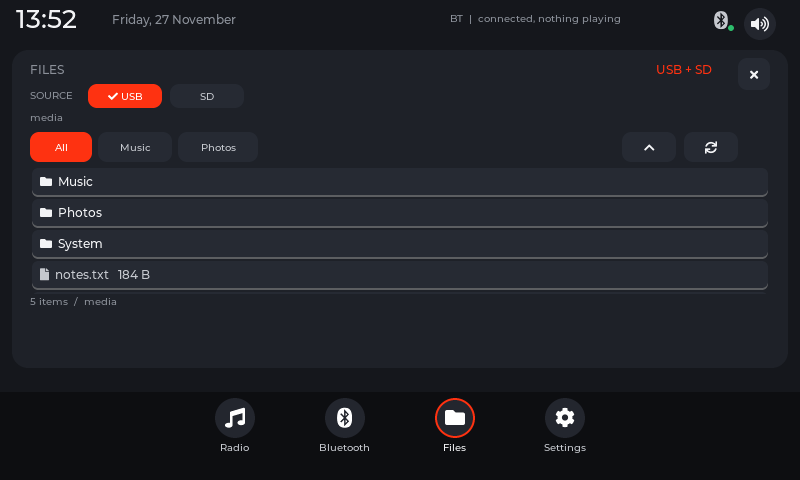 13:52 Friday, 27 November BT | connected, nothing playing
FILES USB + SD
SOURCE USB SD
media
All Music Photos
Music
Photos
System
notes.txt 184 B
5 items / media
Radio Bluetooth Files Settings